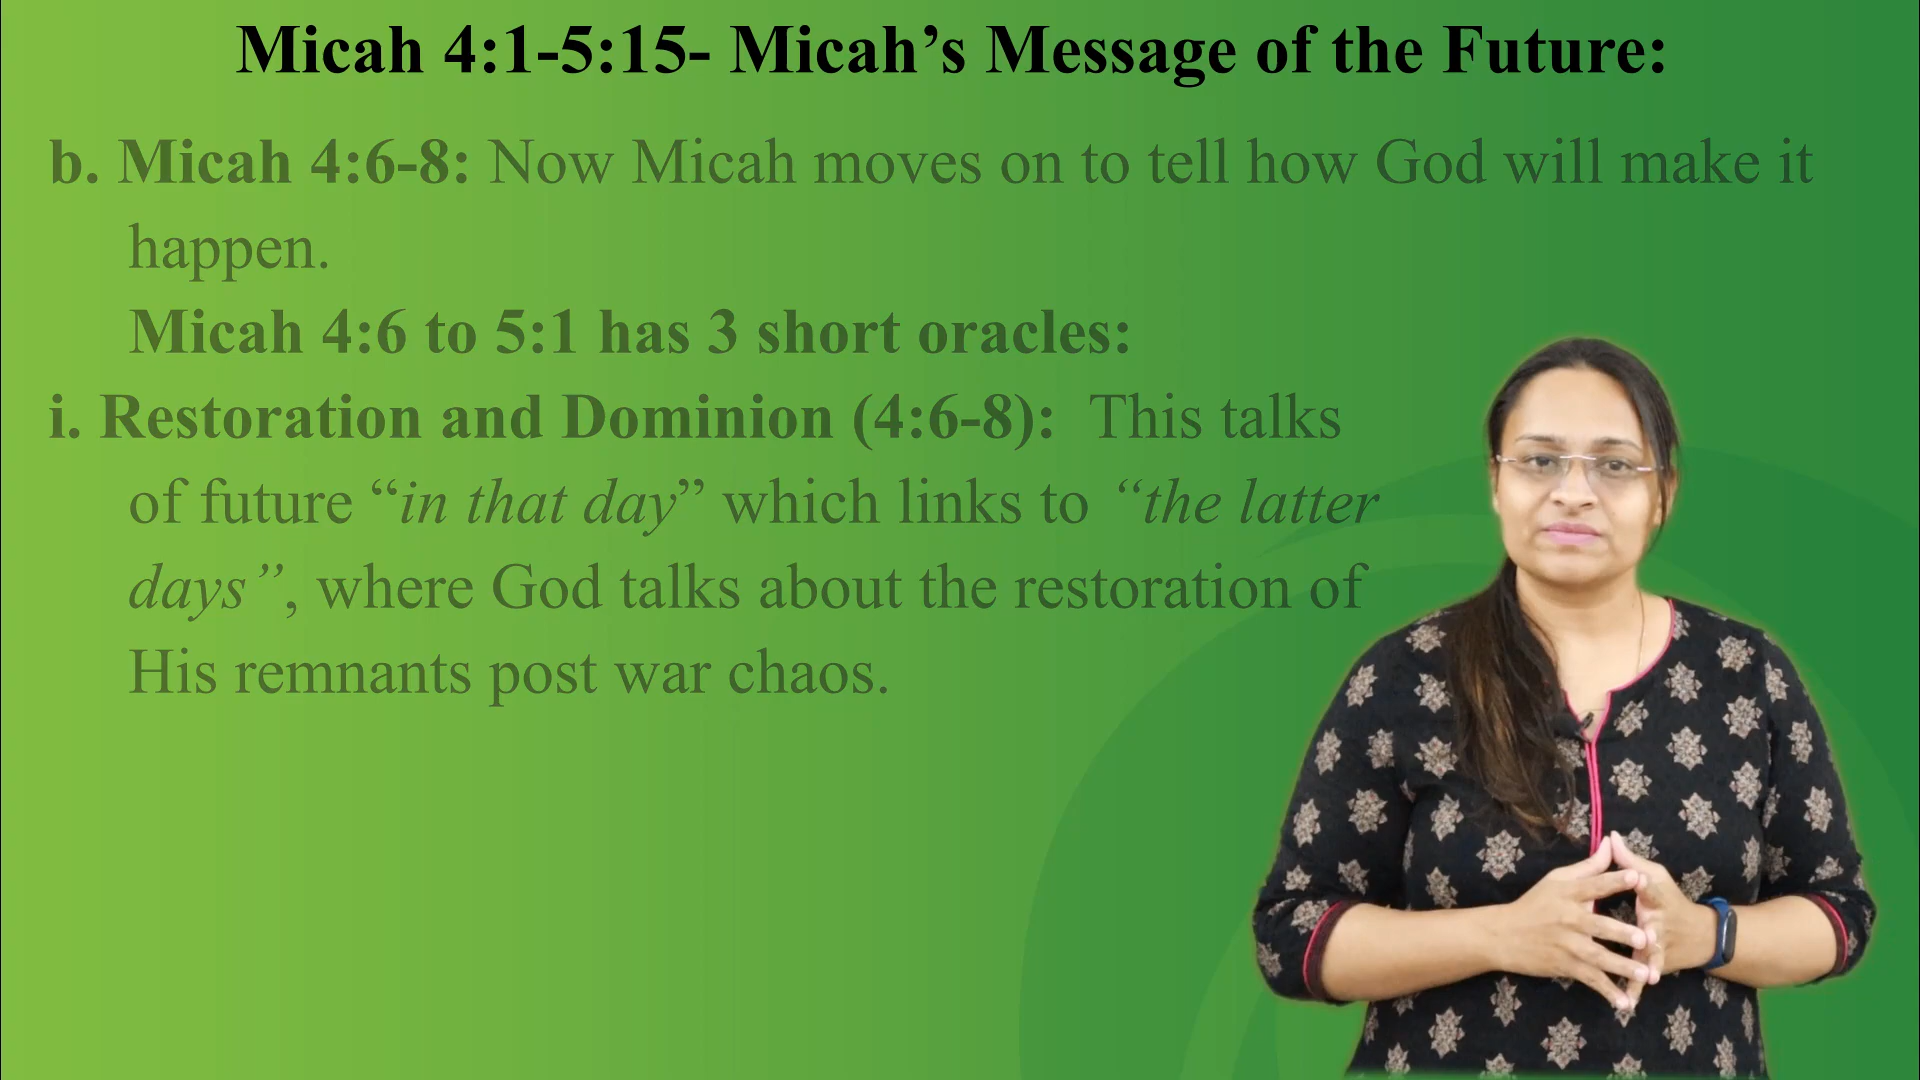 Micah 4:1-5:15- Micah’s Message of the Future:
b. Micah 4:6-8: Now Micah moves on to tell how God will make it
happen.
Micah 4:6 to 5:1 has 3 short oracles:
i. Restoration and Dominion (4:6-8):  This talks
of future “in that day” which links to “the latter
days”, where God talks about the restoration of
His remnants post war chaos.